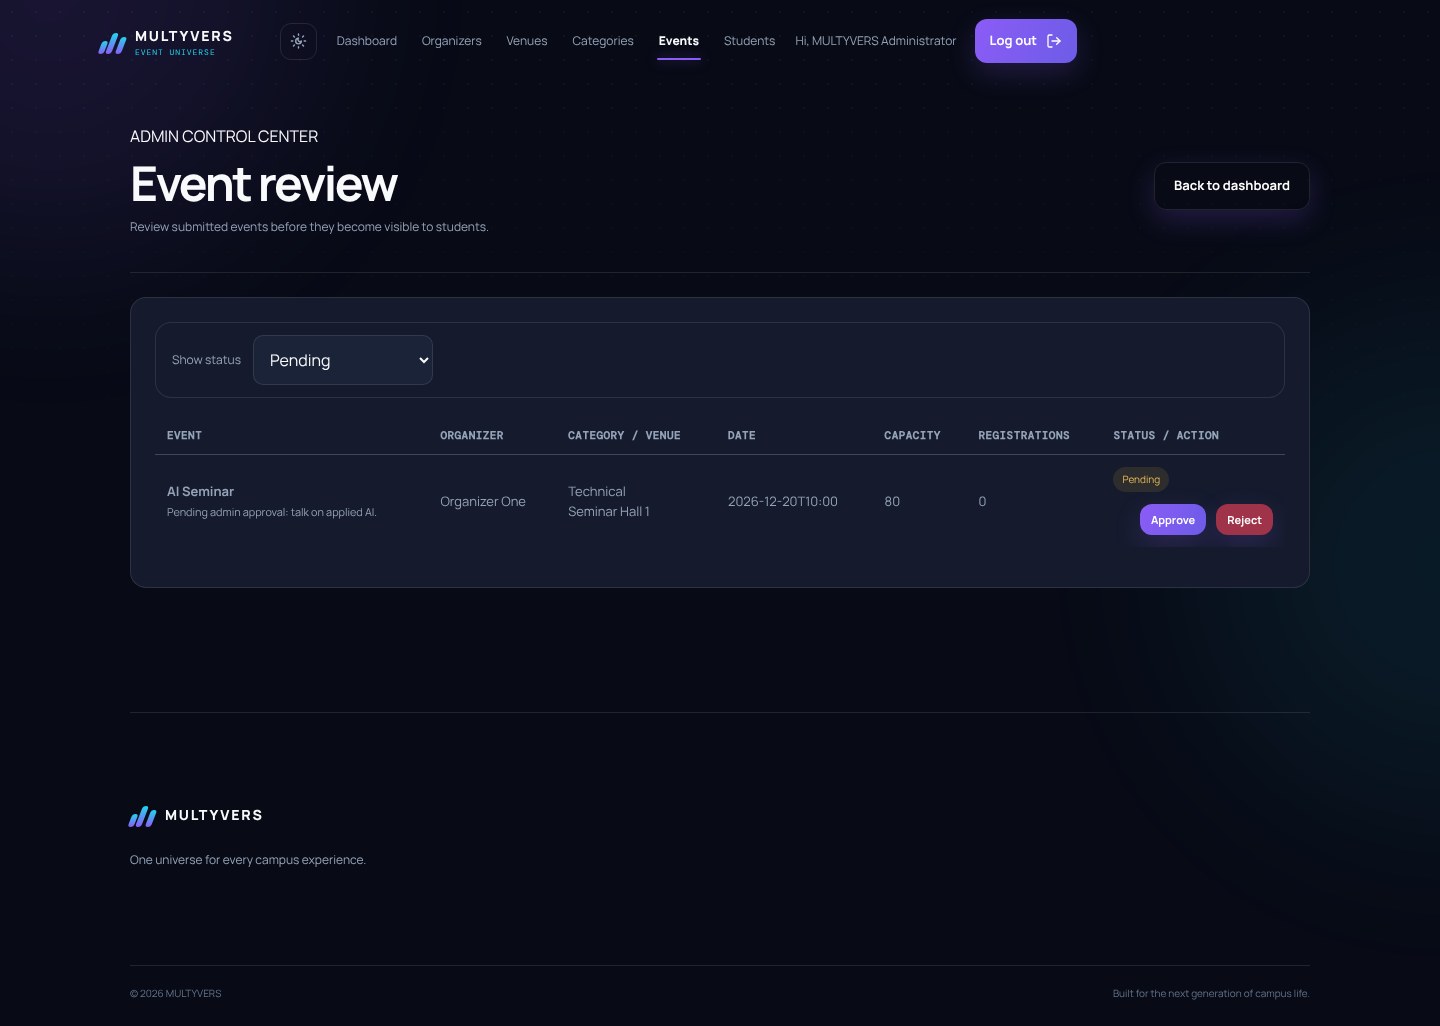 MULTYVERS
EVENT UNIVERSE
Dashboard Organizers Venues Categories Events Students Hi, MULTYVERS Administrator Log out
ADMIN CONTROL CENTER
Event review
Back to dashboard
Review submitted events before they become visible to students.
Show status Pending
EVENT ORGANIZER CATEGORY / VENUE DATE CAPACITY REGISTRATIONS STATUS / ACTION
AI Seminar
Pending admin approval: talk on applied AI.
Organizer One
Technical
Seminar Hall 1
2026-12-20T10:00
80
0
Pending
Approve Reject
MULTYVERS
One universe for every campus experience.
© 2026 MULTYVERS
Built for the next generation of campus life.